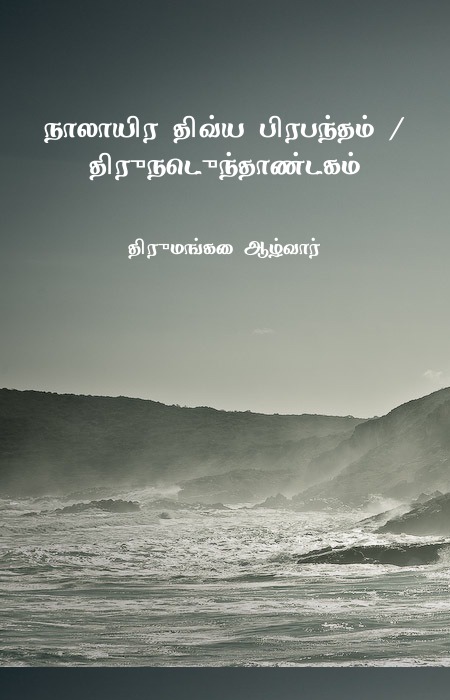 நாலாயிர திவ்ய பிரபந்தம் /
திருநெடுந்தாண்டகம்
திருமங்கை ஆழ்வார்